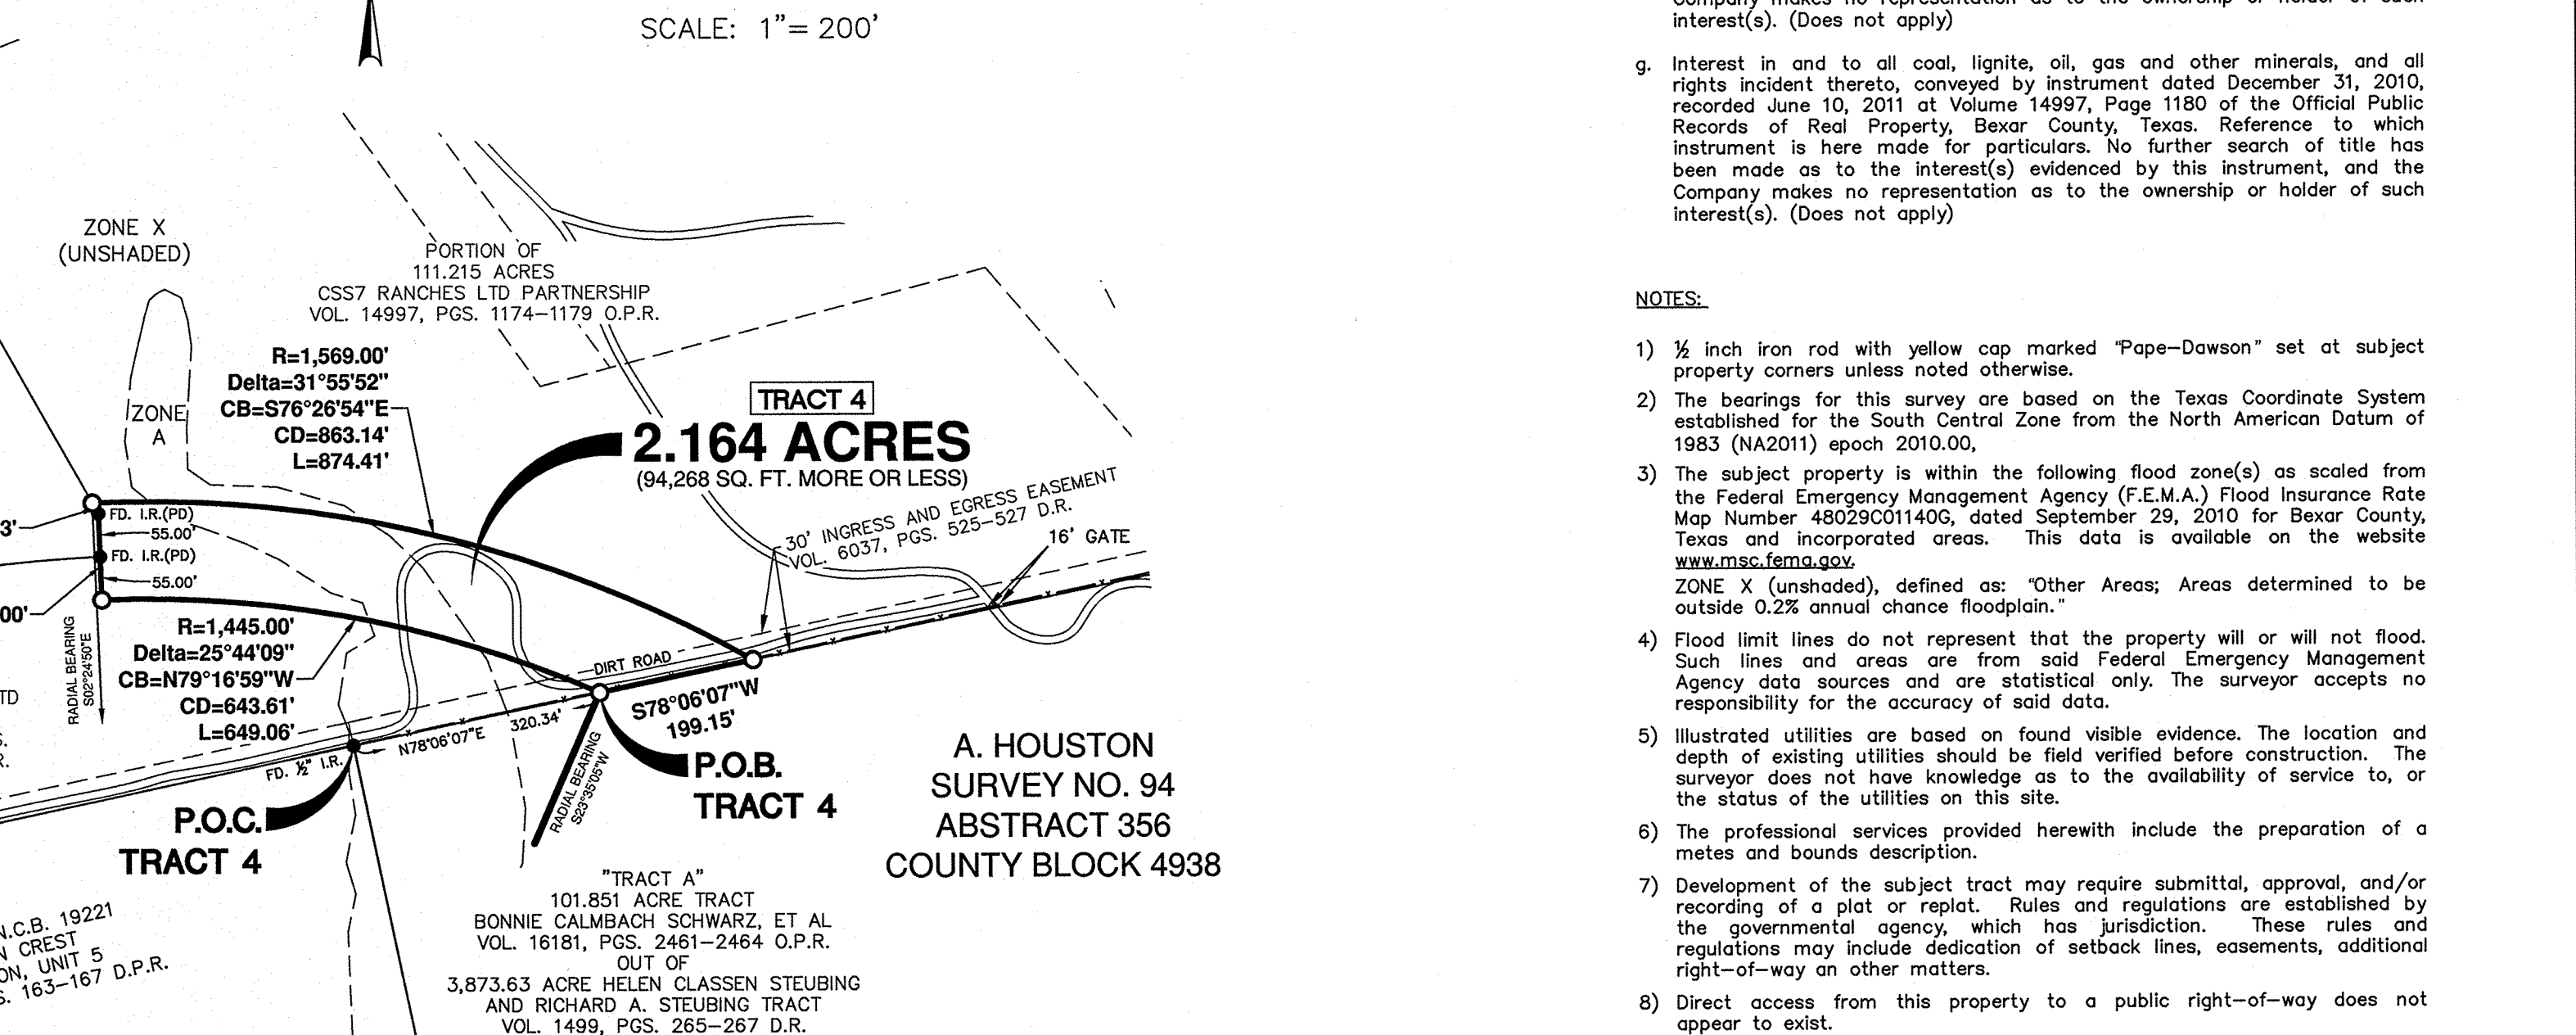 SCALE: 1"= 200'
ZONE X
(UNSHADED)
PORTION OF
111.215 ACRES
CSS7 RANCHES LTD PARTNERSHIP
VOL. 14997, PGS. 1174-1179 O.P.R.
R=1,569.00'
Delta=31°55'52"
CB=S76°26'54"E
CD=863.14'
L=874.41'
ZONE
A
TRACT 4
2.164 ACRES
(94,268 SQ. FT. MORE OR LESS)
30' INGRESS AND EGRESS EASEMENT
VOL. 6037, PGS. 525-527 D.R.
16' GATE
3'
FD. I.R.(PD)
55.00'
FD. I.R.(PD)
55.00'
00'
RADIAL BEARING
S02°24'50"E
R=1,445.00'
Delta=25°44'09"
CB=N79°16'59"W
CD=643.61'
L=649.06'
TD
DIRT ROAD
S78°06'07"W
199.15'
N78°06'07"E 320.34'
FD. ½" I.R.
RADIAL BEARING
S23°35'05"W
P.O.B.
TRACT 4
P.O.C.
TRACT 4
A. HOUSTON
SURVEY NO. 94
ABSTRACT 356
COUNTY BLOCK 4938
"TRACT A"
101.851 ACRE TRACT
BONNIE CALMBACH SCHWARZ, ET AL
VOL. 16181, PGS. 2461-2464 O.P.R.
OUT OF
3,873.63 ACRE HELEN CLASSEN STEUBING
AND RICHARD A. STEUBING TRACT
VOL. 1499, PGS. 265-267 D.R.
N.C.B. 19221
N CREST
ON, UNIT 5
S. 163-167 D.P.R.
Company makes no representation as to the ownership or holder of such
interest(s). (Does not apply)
g. Interest in and to all coal, lignite, oil, gas and other minerals, and all
rights incident thereto, conveyed by instrument dated December 31, 2010,
recorded June 10, 2011 at Volume 14997, Page 1180 of the Official Public
Records of Real Property, Bexar County, Texas. Reference to which
instrument is here made for particulars. No further search of title has
been made as to the interest(s) evidenced by this instrument, and the
Company makes no representation as to the ownership or holder of such
interest(s). (Does not apply)
NOTES:
1) ½ inch iron rod with yellow cap marked "Pape-Dawson" set at subject
property corners unless noted otherwise.
2) The bearings for this survey are based on the Texas Coordinate System
established for the South Central Zone from the North American Datum of
1983 (NA2011) epoch 2010.00,
3) The subject property is within the following flood zone(s) as scaled from
the Federal Emergency Management Agency (F.E.M.A.) Flood Insurance Rate
Map Number 48029C01140G, dated September 29, 2010 for Bexar County,
Texas and incorporated areas. This data is available on the website
www.msc.fema.gov.
ZONE X (unshaded), defined as: "Other Areas; Areas determined to be
outside 0.2% annual chance floodplain."
4) Flood limit lines do not represent that the property will or will not flood.
Such lines and areas are from said Federal Emergency Management
Agency data sources and are statistical only. The surveyor accepts no
responsibility for the accuracy of said data.
5) Illustrated utilities are based on found visible evidence. The location and
depth of existing utilities should be field verified before construction. The
surveyor does not have knowledge as to the availability of service to, or
the status of the utilities on this site.
6) The professional services provided herewith include the preparation of a
metes and bounds description.
7) Development of the subject tract may require submittal, approval, and/or
recording of a plat or replat. Rules and regulations are established by
the governmental agency, which has jurisdiction. These rules and
regulations may include dedication of setback lines, easements, additional
right-of-way an other matters.
8) Direct access from this property to a public right-of-way does not
appear to exist.